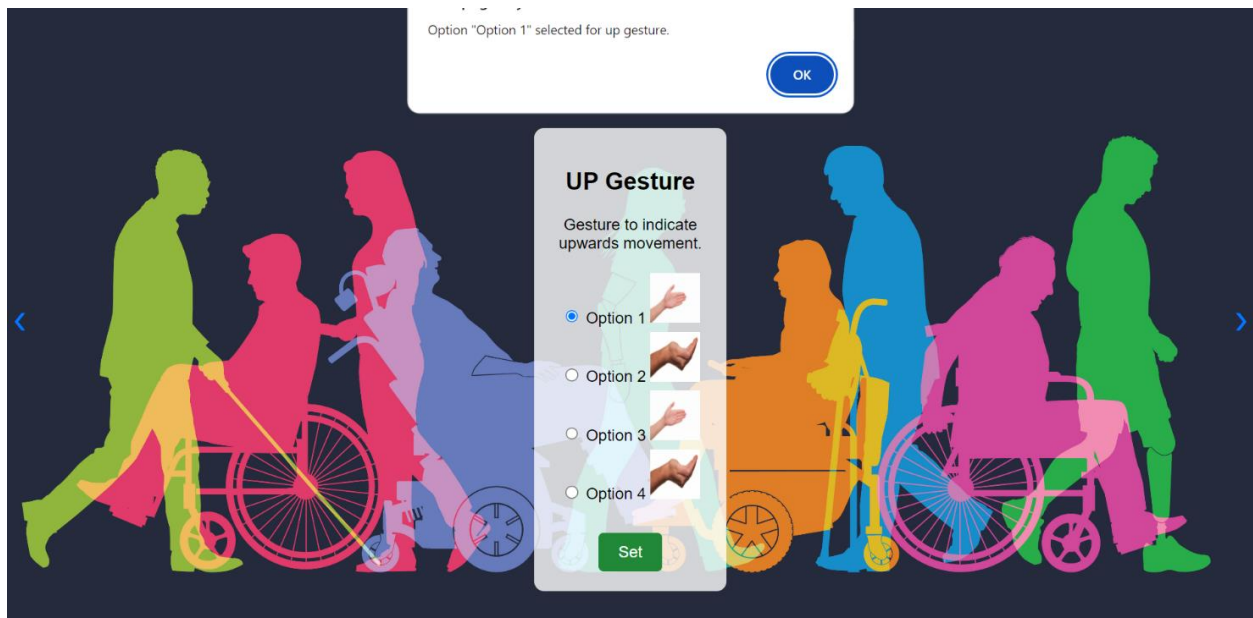 Option "Option 1" selected for up gesture.
OK
UP Gesture
Gesture to indicate
upwards movement.
Option 1
Option 2
Option 3
Option 4
Set